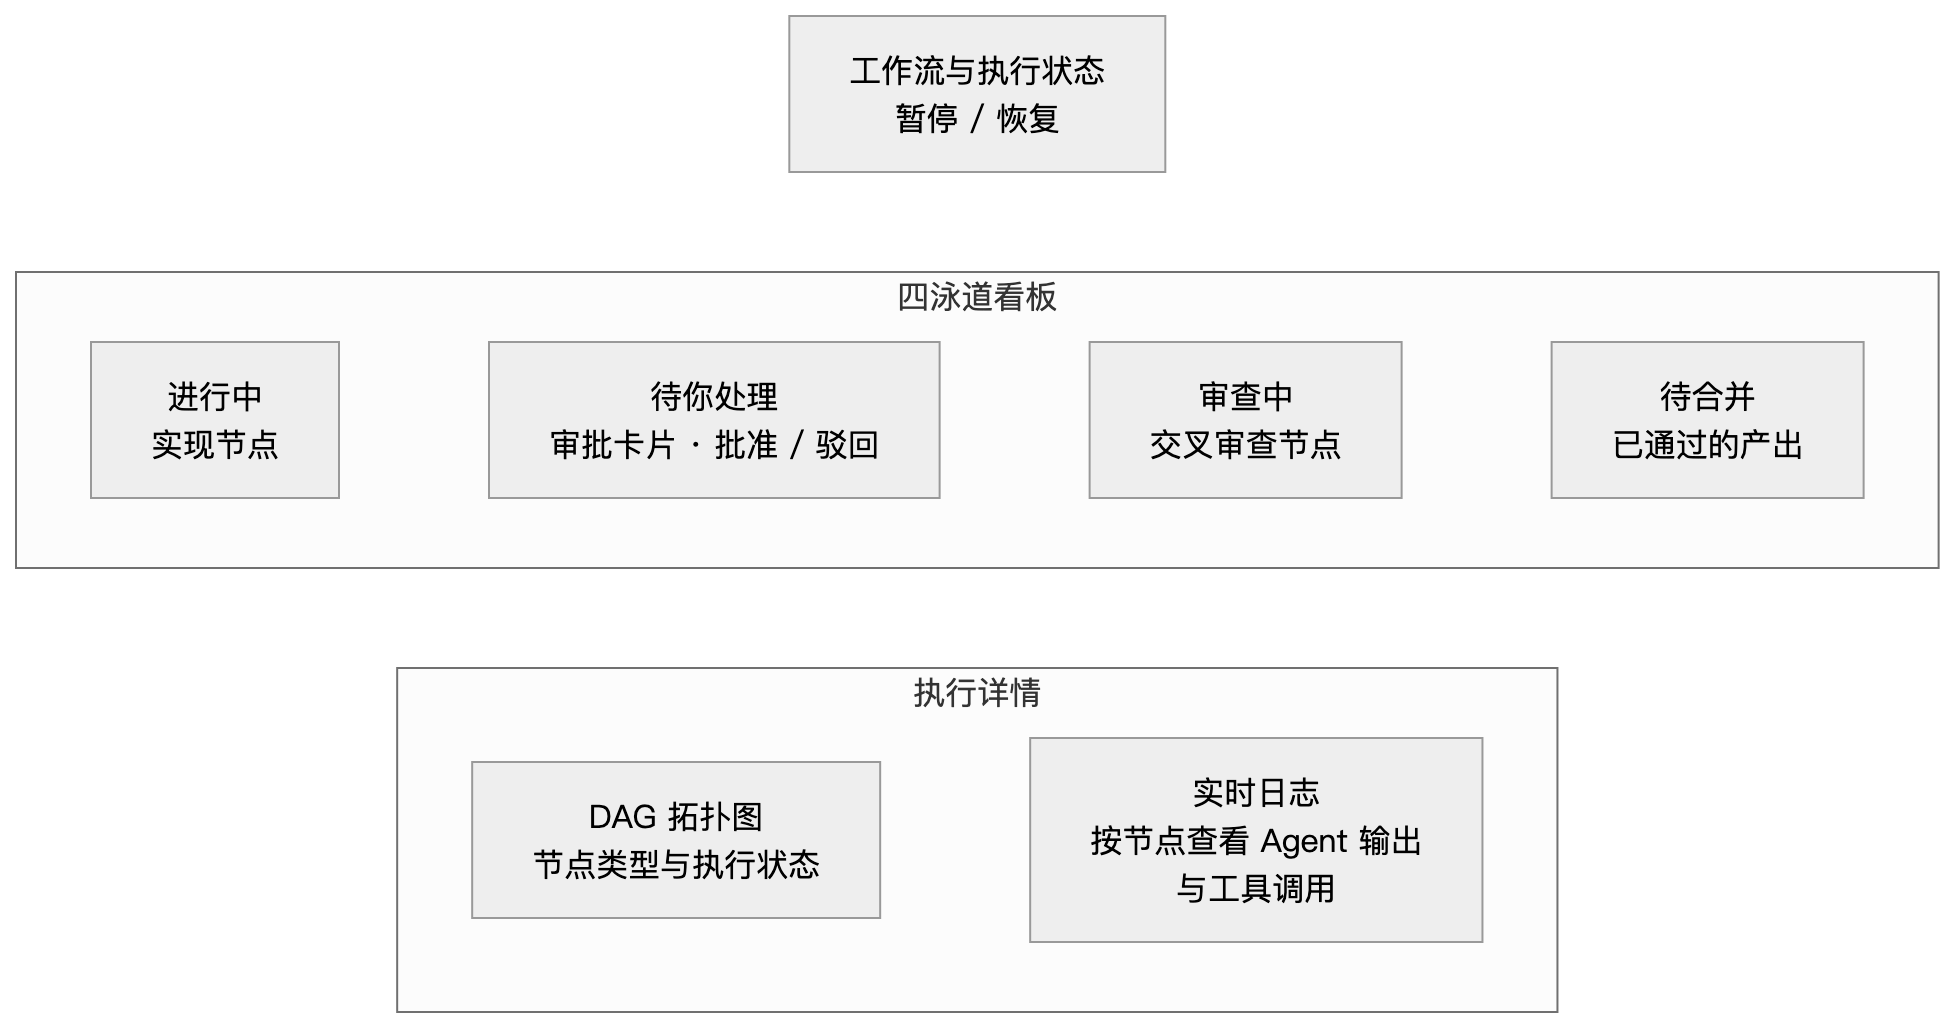 工作流与执行状态
暂停 / 恢复
四泳道看板
进行中
实现节点
待你处理
审批卡片 · 批准 / 驳回
审查中
交叉审查节点
待合并
已通过的产出
执行详情
DAG 拓扑图
节点类型与执行状态
实时日志
按节点查看 Agent 输出
与工具调用